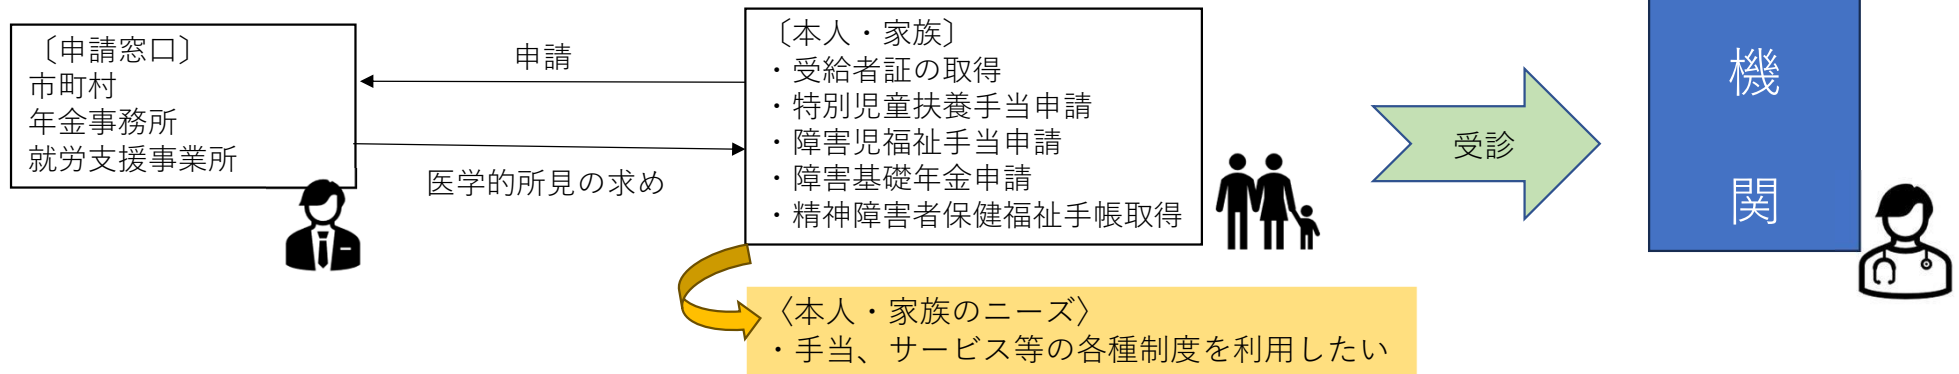 〔申請窓口〕
市町村
年金事務所
就労支援事業所
申請
医学的所見の求め
〔本人・家族〕
・受給者証の取得
・特別児童扶養手当申請
・障害児福祉手当申請
・障害基礎年金申請
・精神障害者保健福祉手帳取得
〈本人・家族のニーズ〉
・手当、サービス等の各種制度を利用したい
受診
機
関